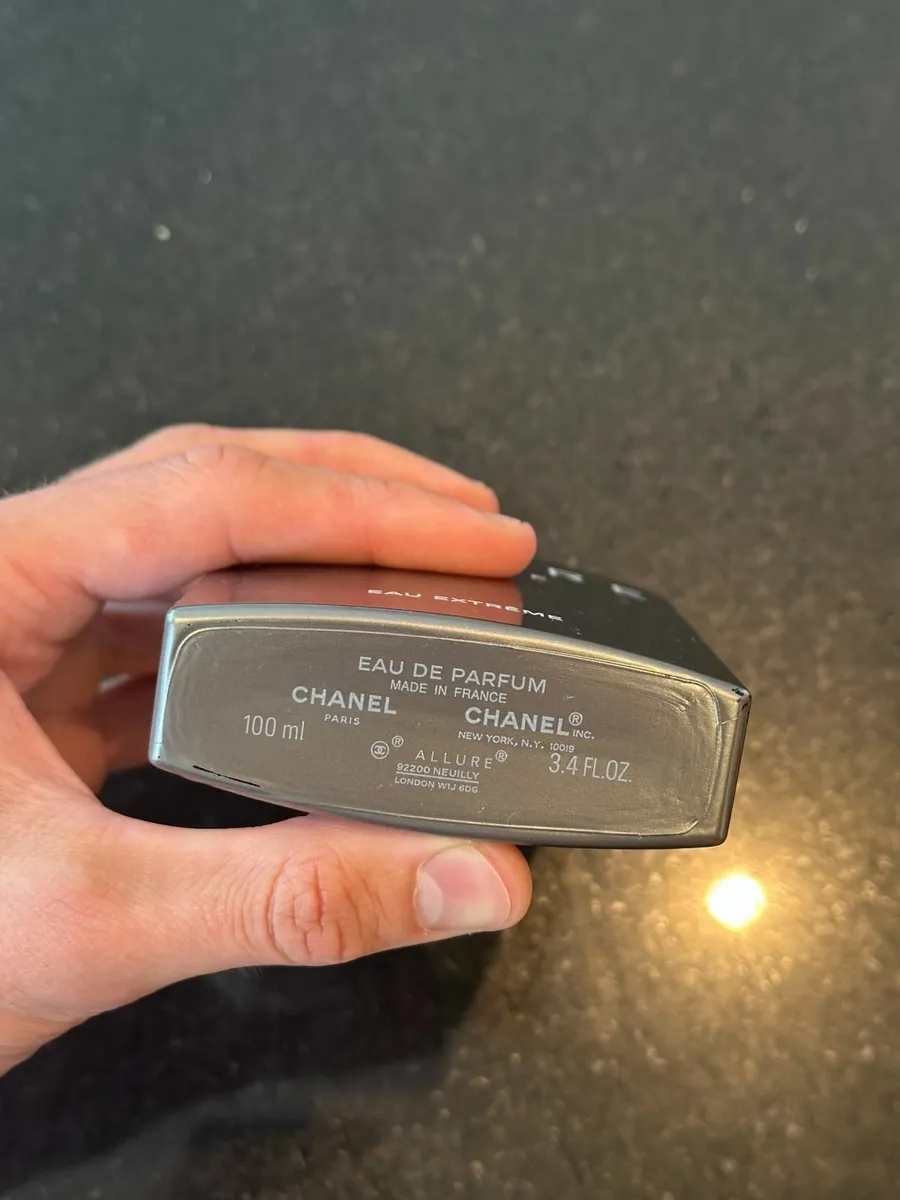 EAU EXTRÊME
EAU DE PARFUM
MADE IN FRANCE
CHANEL
PARIS
CHANEL®
INC.
NEW YORK, N.Y. 10019
100 ml
® ALLURE®
3.4 FL.OZ.
92200 NEUILLY
LONDON W1J 6DG